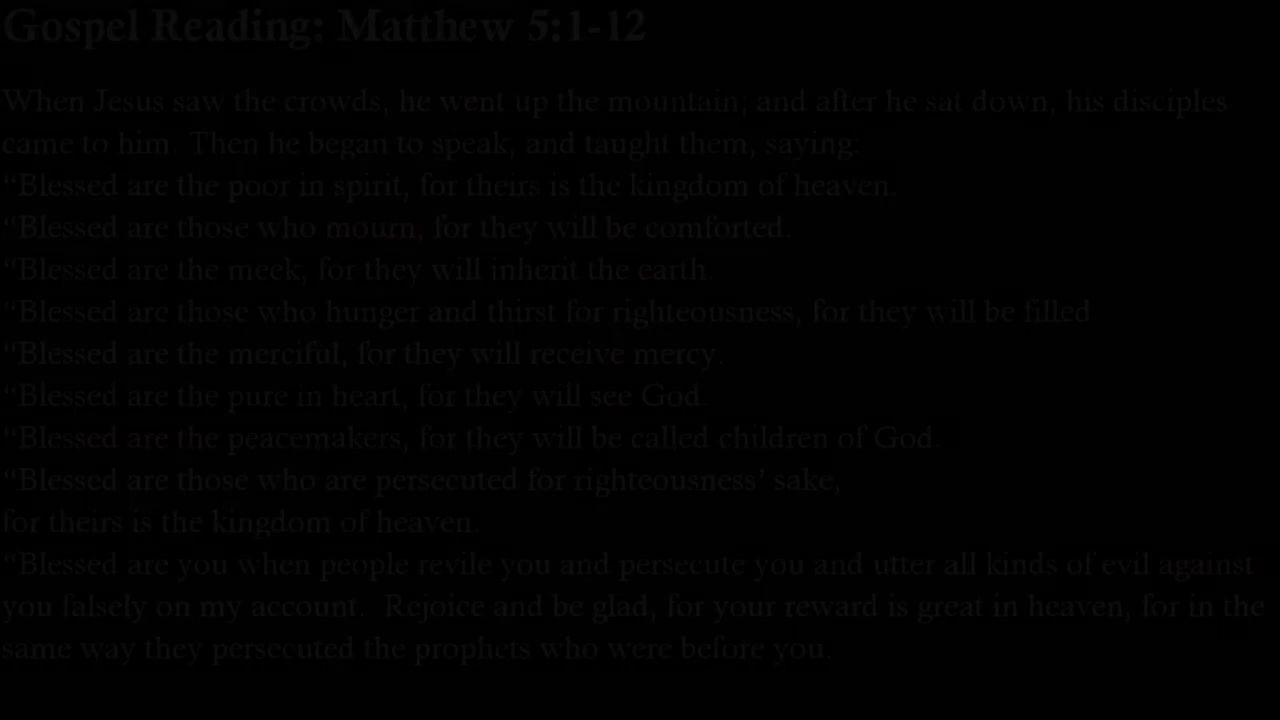 Gospel Reading: Matthew 5:1-12
When Jesus saw the crowds, he went up the mountain; and after he sat down, his disciples
came to him. Then he began to speak, and taught them, saying:
“Blessed are the poor in spirit, for theirs is the kingdom of heaven.
“Blessed are those who mourn, for they will be comforted.
“Blessed are the meek, for they will inherit the earth.
“Blessed are those who hunger and thirst for righteousness, for they will be filled.
“Blessed are the merciful, for they will receive mercy.
“Blessed are the pure in heart, for they will see God.
“Blessed are the peacemakers, for they will be called children of God.
“Blessed are those who are persecuted for righteousness’ sake,
for theirs is the kingdom of heaven.
“Blessed are you when people revile you and persecute you and utter all kinds of evil against
you falsely on my account. Rejoice and be glad, for your reward is great in heaven, for in the
same way they persecuted the prophets who were before you.